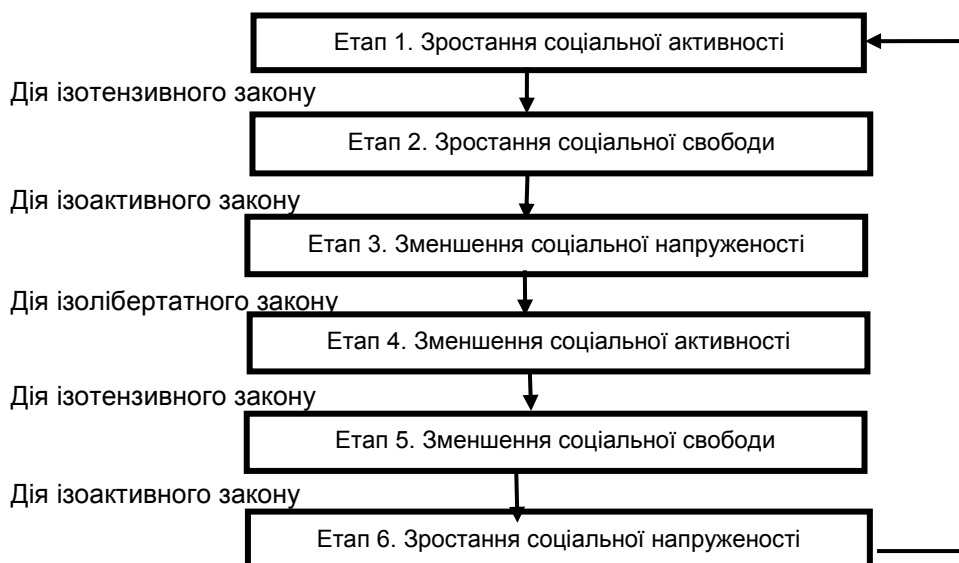 Етап 1. Зростання соціальної активності
Дія ізотензивного закону
Етап 2. Зростання соціальної свободи
Дія ізоактивного закону
Етап 3. Зменшення соціальної напруженості
Дія ізолібертатного закону
Етап 4. Зменшення соціальної активності
Дія ізотензивного закону
Етап 5. Зменшення соціальної свободи
Дія ізоактивного закону
Етап 6. Зростання соціальної напруженості